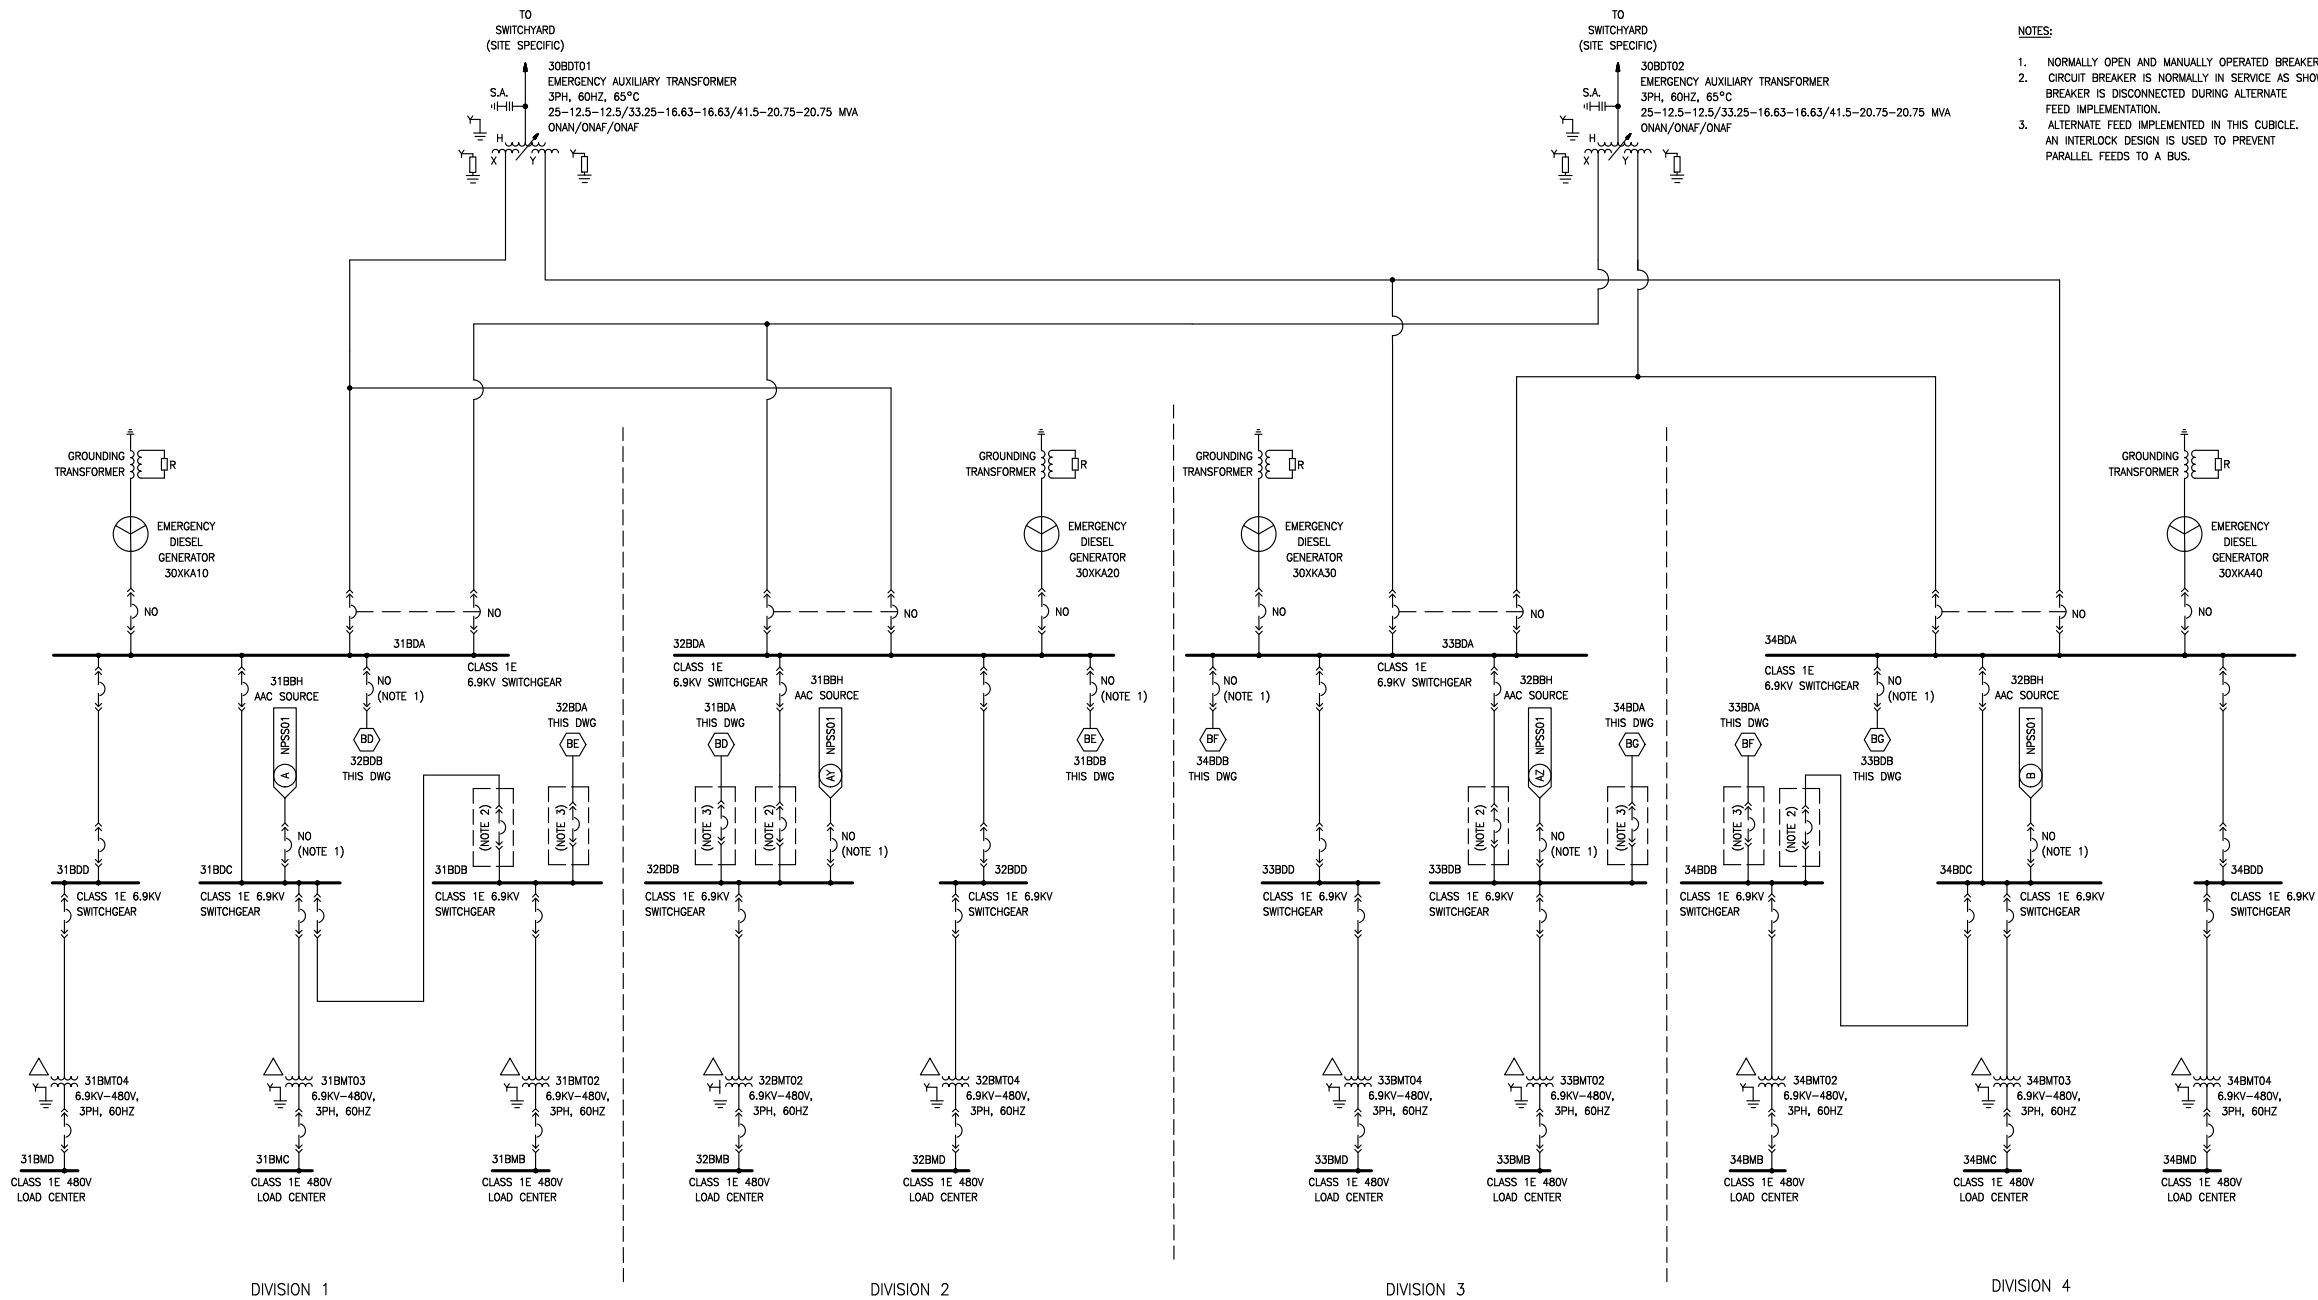 TO
SWITCHYARD
(SITE SPECIFIC)
30BDT01
EMERGENCY AUXILIARY TRANSFORMER
3PH, 60HZ, 65°C
25-12.5-12.5/33.25-16.63-16.63/41.5-20.75-20.75 MVA
ONAN/ONAF/ONAF
S.A.
Y
H
Y
X
Y
Y
TO
SWITCHYARD
(SITE SPECIFIC)
30BDT02
EMERGENCY AUXILIARY TRANSFORMER
3PH, 60HZ, 65°C
25-12.5-12.5/33.25-16.63-16.63/41.5-20.75-20.75 MVA
ONAN/ONAF/ONAF
S.A.
Y
H
Y
X
Y
Y
NOTES:
1. NORMALLY OPEN AND MANUALLY OPERATED BREAKER
2. CIRCUIT BREAKER IS NORMALLY IN SERVICE AS SHO
BREAKER IS DISCONNECTED DURING ALTERNATE
FEED IMPLEMENTATION.
3. ALTERNATE FEED IMPLEMENTED IN THIS CUBICLE.
AN INTERLOCK DESIGN IS USED TO PREVENT
PARALLEL FEEDS TO A BUS.
GROUNDING
TRANSFORMER
R
EMERGENCY
DIESEL
GENERATOR
30XKA10
NO
NO
31BDA
CLASS 1E
6.9KV SWITCHGEAR
31BBH
AAC SOURCE
NPSS01
A
NO
(NOTE 1)
NO
(NOTE 1)
BD
32BDB
THIS DWG
32BDA
THIS DWG
BE
(NOTE 2)
(NOTE 3)
31BDD
CLASS 1E 6.9KV
SWITCHGEAR
31BDC
CLASS 1E 6.9KV
SWITCHGEAR
31BDB
CLASS 1E 6.9KV
SWITCHGEAR
Y
31BMT04
6.9KV-480V,
3PH, 60HZ
Y
31BMT03
6.9KV-480V,
3PH, 60HZ
Y
31BMT02
6.9KV-480V,
3PH, 60HZ
31BMD
CLASS 1E 480V
LOAD CENTER
31BMC
CLASS 1E 480V
LOAD CENTER
31BMB
CLASS 1E 480V
LOAD CENTER
DIVISION 1
GROUNDING
TRANSFORMER
R
EMERGENCY
DIESEL
GENERATOR
30XKA20
NO
NO
32BDA
CLASS 1E
6.9KV SWITCHGEAR
31BDA
THIS DWG
BD
31BBH
AAC SOURCE
NPSS01
AY
NO
(NOTE 1)
NO
(NOTE 1)
BE
31BDB
THIS DWG
(NOTE 3)
(NOTE 2)
32BDB
CLASS 1E 6.9KV
SWITCHGEAR
32BDD
CLASS 1E 6.9KV
SWITCHGEAR
Y
32BMT02
6.9KV-480V,
3PH, 60HZ
Y
32BMT04
6.9KV-480V,
3PH, 60HZ
32BMB
CLASS 1E 480V
LOAD CENTER
32BMD
CLASS 1E 480V
LOAD CENTER
DIVISION 2
GROUNDING
TRANSFORMER
R
EMERGENCY
DIESEL
GENERATOR
30XKA30
NO
NO
33BDA
CLASS 1E
6.9KV SWITCHGEAR
NO
(NOTE 1)
BF
34BDB
THIS DWG
32BBH
AAC SOURCE
NPSS01
AZ
NO
(NOTE 1)
34BDA
THIS DWG
BG
(NOTE 2)
(NOTE 3)
33BDD
CLASS 1E 6.9KV
SWITCHGEAR
33BDB
CLASS 1E 6.9KV
SWITCHGEAR
Y
33BMT04
6.9KV-480V,
3PH, 60HZ
Y
33BMT02
6.9KV-480V,
3PH, 60HZ
33BMD
CLASS 1E 480V
LOAD CENTER
33BMB
CLASS 1E 480V
LOAD CENTER
DIVISION 3
GROUNDING
TRANSFORMER
R
EMERGENCY
DIESEL
GENERATOR
30XKA40
NO
NO
34BDA
CLASS 1E
6.9KV SWITCHGEAR
33BDA
THIS DWG
BF
NO
(NOTE 1)
BG
33BDB
THIS DWG
32BBH
AAC SOURCE
NPSS01
B
NO
(NOTE 1)
(NOTE 3)
(NOTE 2)
34BDB
CLASS 1E 6.9KV
SWITCHGEAR
34BDC
CLASS 1E 6.9KV
SWITCHGEAR
34BDD
CLASS 1E 6.9KV
SWITCHGEAR
Y
34BMT02
6.9KV-480V,
3PH, 60HZ
Y
34BMT03
6.9KV-480V,
3PH, 60HZ
Y
34BMT04
6.9KV-480V,
3PH, 60HZ
34BMB
CLASS 1E 480V
LOAD CENTER
34BMC
CLASS 1E 480V
LOAD CENTER
34BMD
CLASS 1E 480V
LOAD CENTER
DIVISION 4